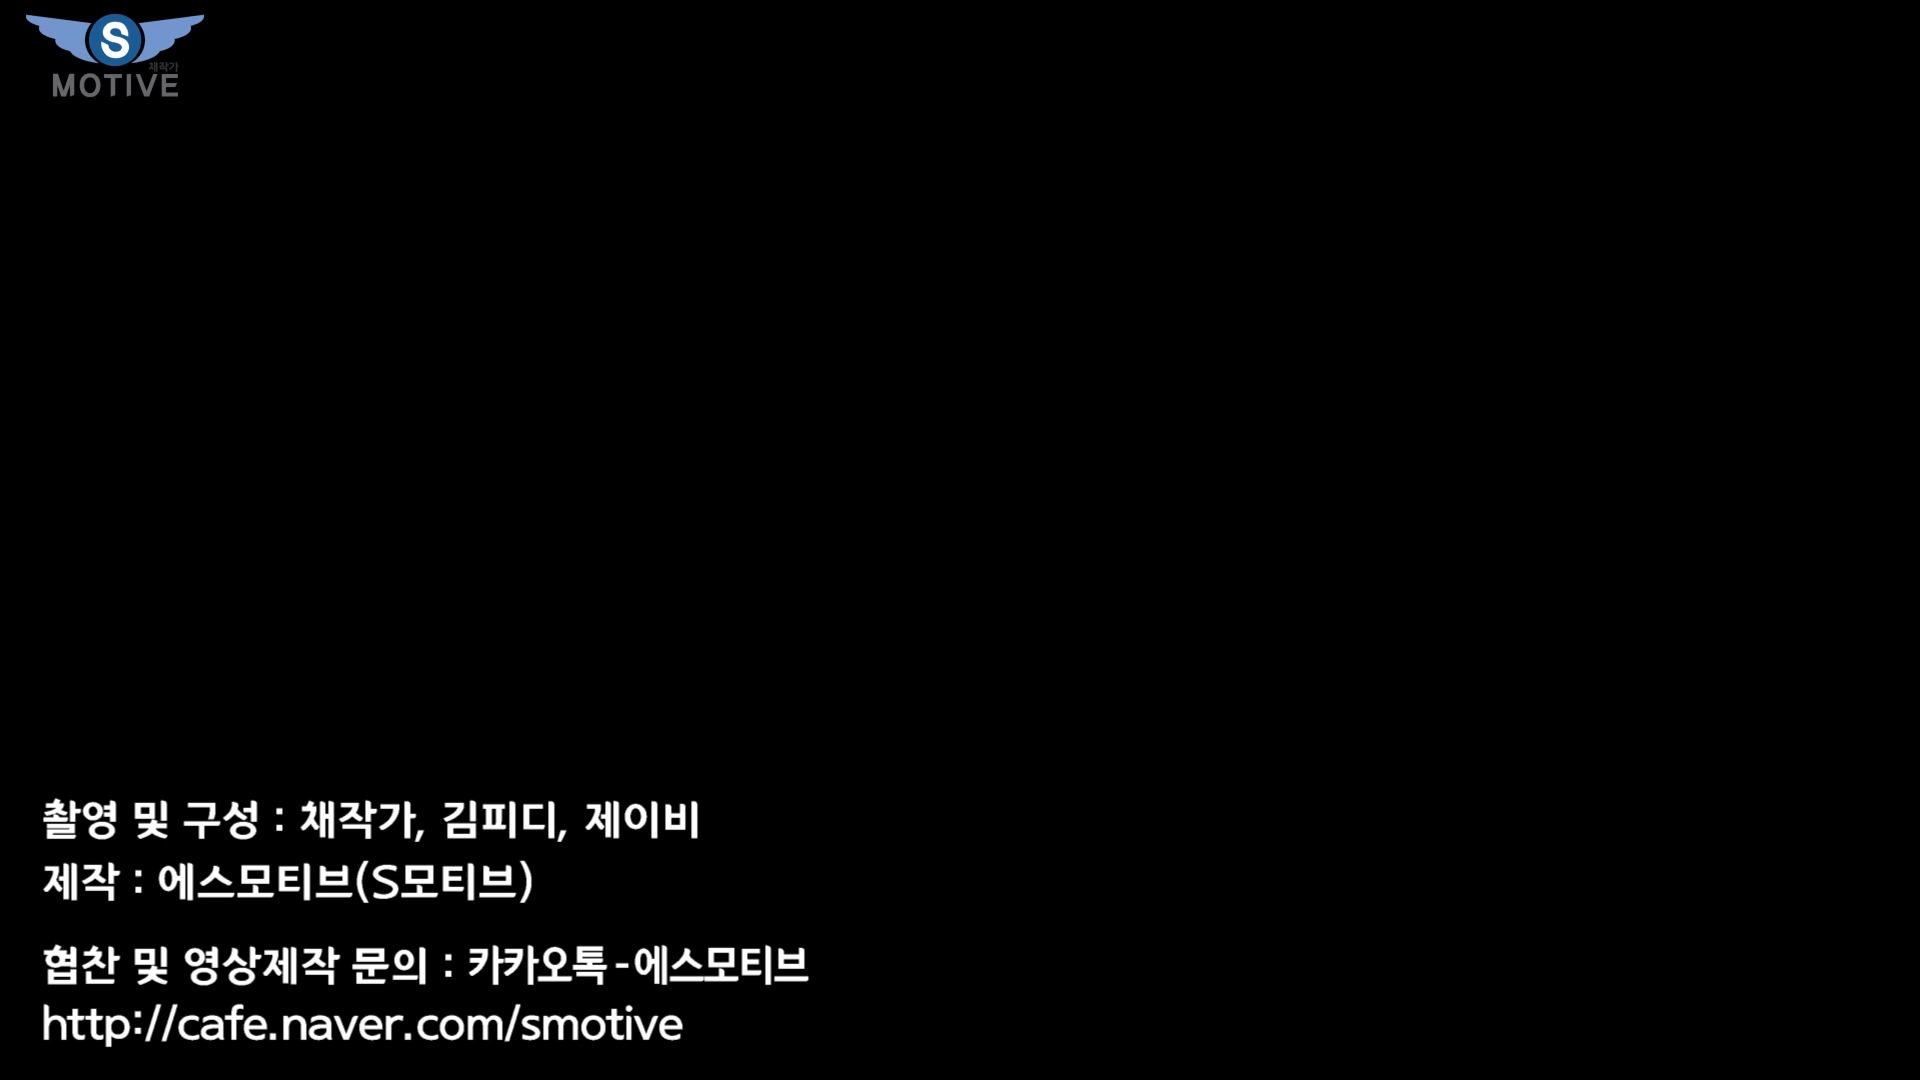 S
채작가
MOTIVE
촬영 및 구성 : 채작가, 김피디, 제이비
제작 : 에스모티브(S모티브)
협찬 및 영상제작 문의 : 카카오톡-에스모티브
http://cafe.naver.com/smotive